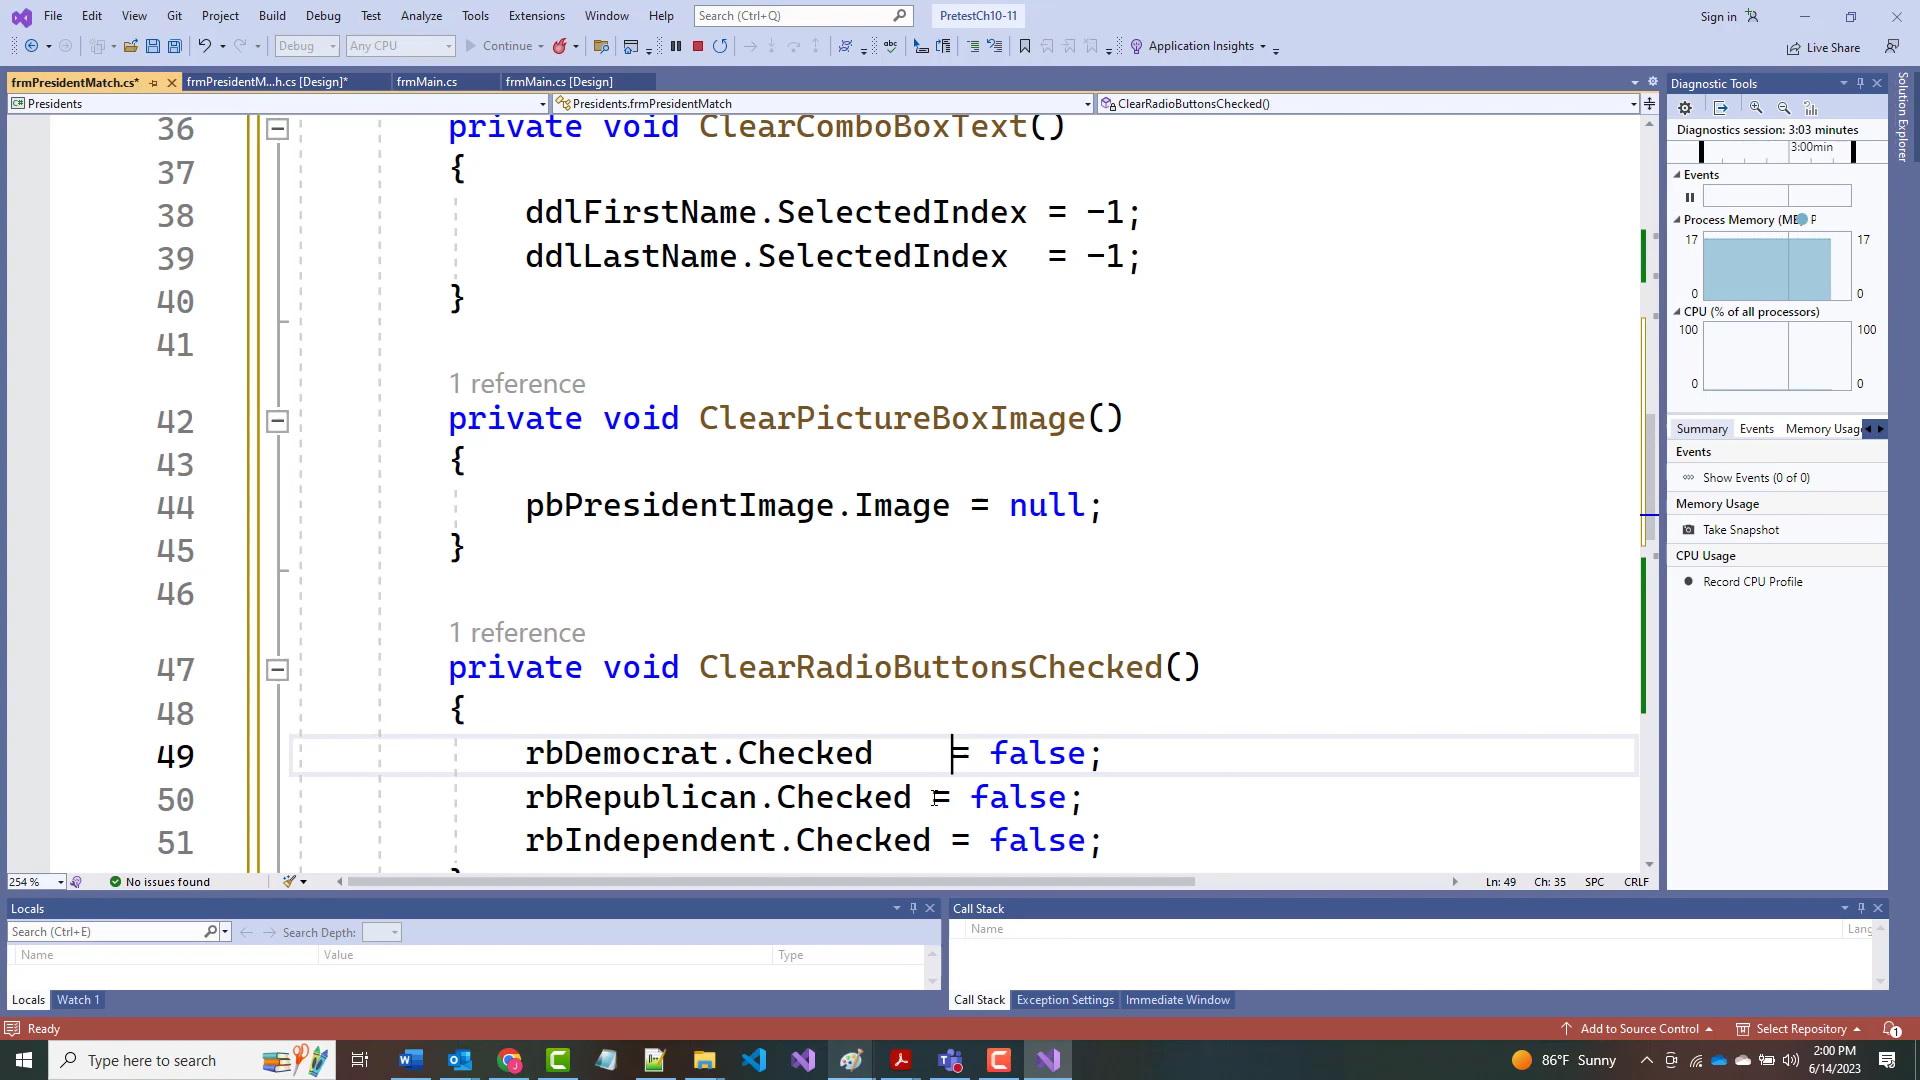 File Edit View Git Project Build Debug Test Analyze Tools Extensions Window Help Search (Ctrl+Q) PretestCh10-11 Sign in
Debug Any CPU Continue Application Insights Live Share
frmPresidentMatch.cs* frmPresidentM...h.cs [Design]* frmMain.cs frmMain.cs [Design]
Presidents Presidents.frmPresidentMatch ClearRadioButtonsChecked()
36 private void ClearComboBoxText()
37 {
38 ddlFirstName.SelectedIndex = -1;
39 ddlLastName.SelectedIndex  = -1;
40 }
41
1 reference
42 private void ClearPictureBoxImage()
43 {
44 pbPresidentImage.Image = null;
45 }
46
1 reference
47 private void ClearRadioButtonsChecked()
48 {
49 rbDemocrat.Checked    = false;
50 rbRepublican.Checked = false;
51 rbIndependent.Checked = false;
254 % No issues found Ln: 49 Ch: 35 SPC CRLF
Diagnostic Tools
Diagnostics session: 3:03 minutes
3:00min
Events
Process Memory (MB) P
17 17
0 0
CPU (% of all processors)
100 100
0 0
Summary Events Memory Usag
Events
Show Events (0 of 0)
Memory Usage
Take Snapshot
CPU Usage
Record CPU Profile
Solution Explorer
Locals
Search (Ctrl+E) Search Depth:
Name Value Type
Locals Watch 1
Call Stack
Name Lang
Call Stack Exception Settings Immediate Window
Ready Add to Source Control Select Repository 1
Type here to search 86°F Sunny 2:00 PM
6/14/2023